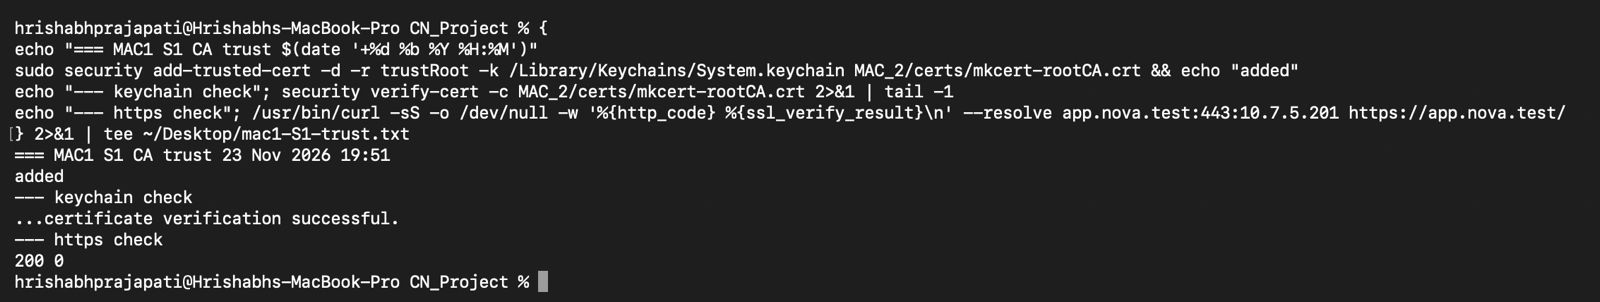 hrishabhprajapati@Hrishabhs-MacBook-Pro CN_Project % {
echo "=== MAC1 S1 CA trust $(date '+%d %b %Y %H:%M')"
sudo security add-trusted-cert -d -r trustRoot -k /Library/Keychains/System.keychain MAC_2/certs/mkcert-rootCA.crt && echo "added"
echo "--- keychain check"; security verify-cert -c MAC_2/certs/mkcert-rootCA.crt 2>&1 | tail -1
echo "--- https check"; /usr/bin/curl -sS -o /dev/null -w '%{http_code} %{ssl_verify_result}\n' --resolve app.nova.test:443:10.7.5.201 https://app.nova.test/
[} 2>&1 | tee ~/Desktop/mac1-S1-trust.txt
=== MAC1 S1 CA trust 23 Nov 2026 19:51
added
--- keychain check
...certificate verification successful.
--- https check
200 0
hrishabhprajapati@Hrishabhs-MacBook-Pro CN_Project %